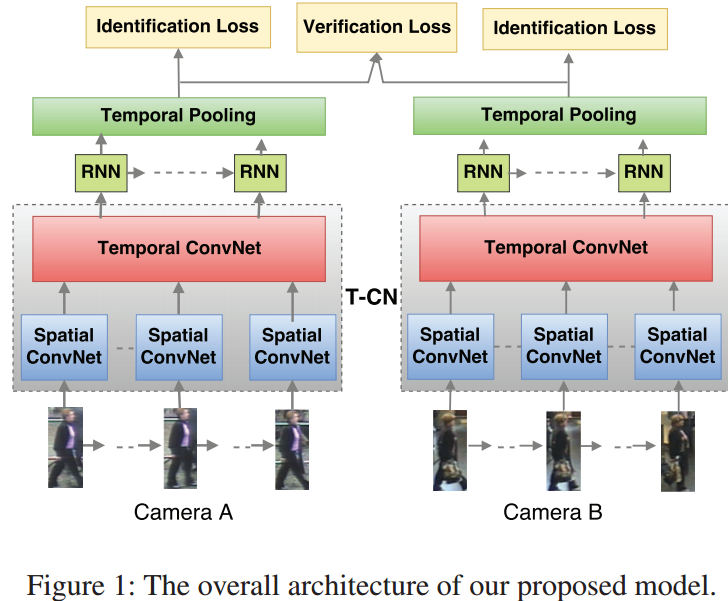 Identification Loss
Verification Loss
Identification Loss
Temporal Pooling
Temporal Pooling
RNN
RNN
RNN
RNN
Temporal ConvNet
Temporal ConvNet
T-CN
Spatial
ConvNet
Spatial
ConvNet
Spatial
ConvNet
Spatial
ConvNet
Spatial
ConvNet
Spatial
ConvNet
Camera A
Camera B
Figure 1: The overall architecture of our proposed model.